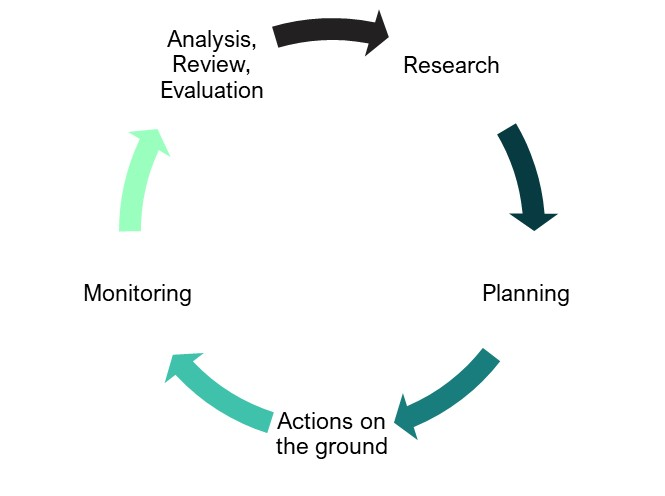 Analysis,
Review,
Evaluation
Research
Planning
Actions on
the ground
Monitoring